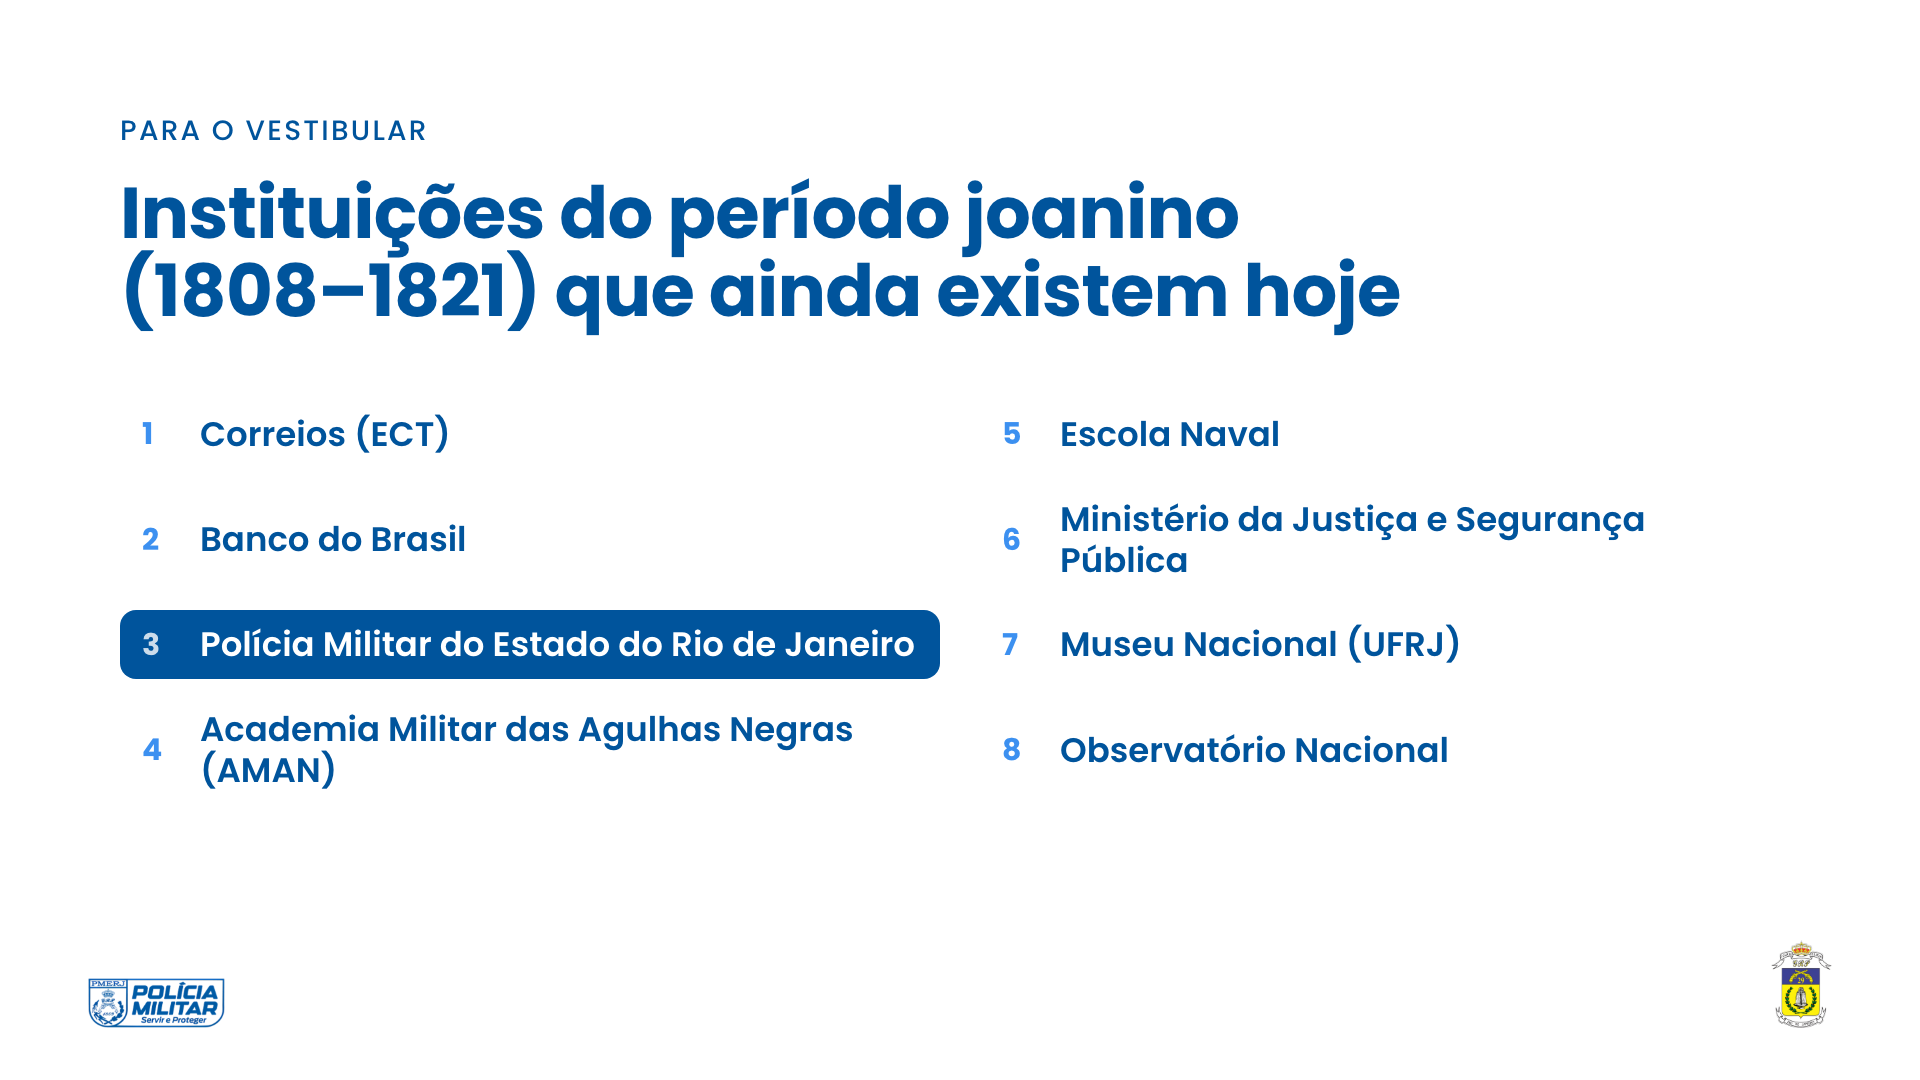 PARA O VESTIBULAR
Instituições do período joanino
(1808–1821) que ainda existem hoje
1 Correios (ECT)
2 Banco do Brasil
3 Polícia Militar do Estado do Rio de Janeiro
4 Academia Militar das Agulhas Negras
(AMAN)
5 Escola Naval
6 Ministério da Justiça e Segurança
Pública
7 Museu Nacional (UFRJ)
8 Observatório Nacional
PMERJ
POLÍCIA
MILITAR
Servir e Proteger